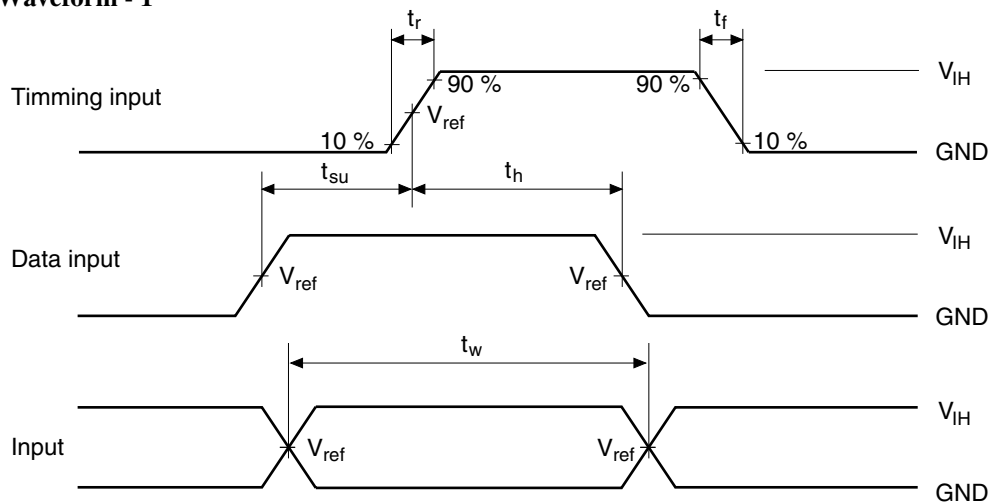 Waveform - 1
tr
tf
VIH
90 %
90 %
Timming input
Vref
10 %
10 %
GND
tsu
th
VIH
Data input
Vref
Vref
GND
tw
VIH
Input
Vref
Vref
GND